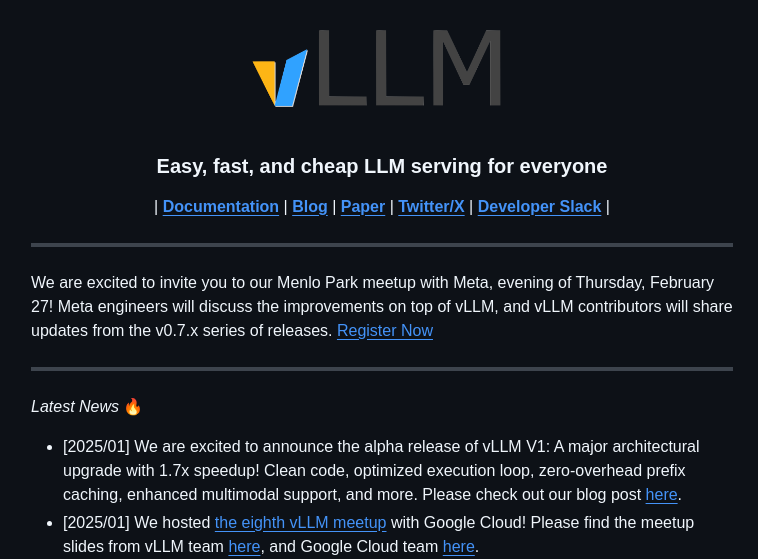 vLLM
Easy, fast, and cheap LLM serving for everyone
| Documentation | Blog | Paper | Twitter/X | Developer Slack |
We are excited to invite you to our Menlo Park meetup with Meta, evening of Thursday, February
27! Meta engineers will discuss the improvements on top of vLLM, and vLLM contributors will share
updates from the v0.7.x series of releases. Register Now
Latest News 🔥
• [2025/01] We are excited to announce the alpha release of vLLM V1: A major architectural
upgrade with 1.7x speedup! Clean code, optimized execution loop, zero-overhead prefix
caching, enhanced multimodal support, and more. Please check out our blog post here.
• [2025/01] We hosted the eighth vLLM meetup with Google Cloud! Please find the meetup
slides from vLLM team here, and Google Cloud team here.